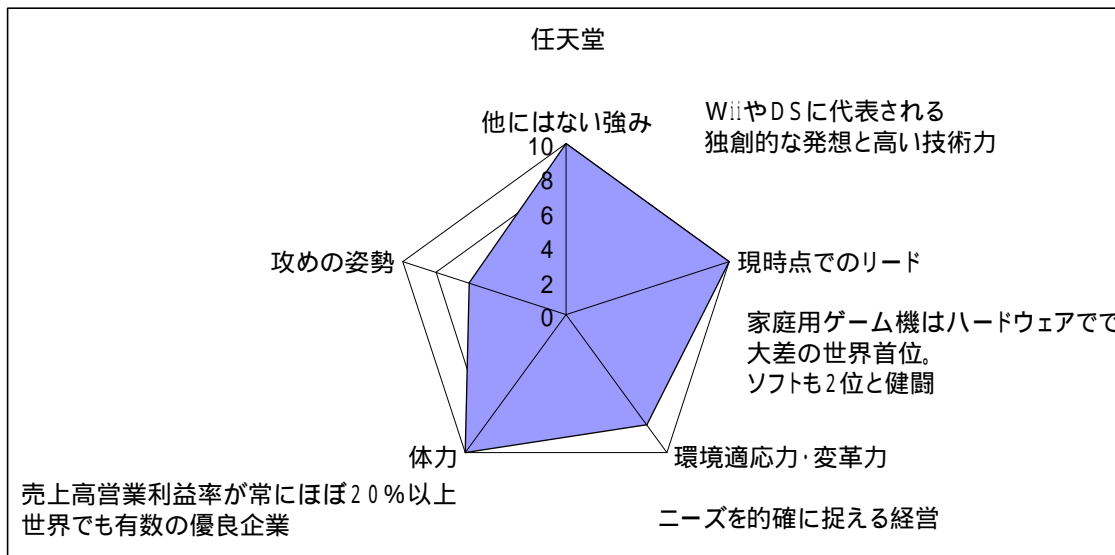 任天堂
他にはない強み
WiiやDSに代表される
独創的な発想と高い技術力
10
8
6
4
2
0
攻めの姿勢
現時点でのリード
家庭用ゲーム機はハードウェアでで
大差の世界首位。
ソフトも2位と健闘
体力
環境適応力・変革力
売上高営業利益率が常にほぼ20%以上
世界でも有数の優良企業
ニーズを的確に捉える経営